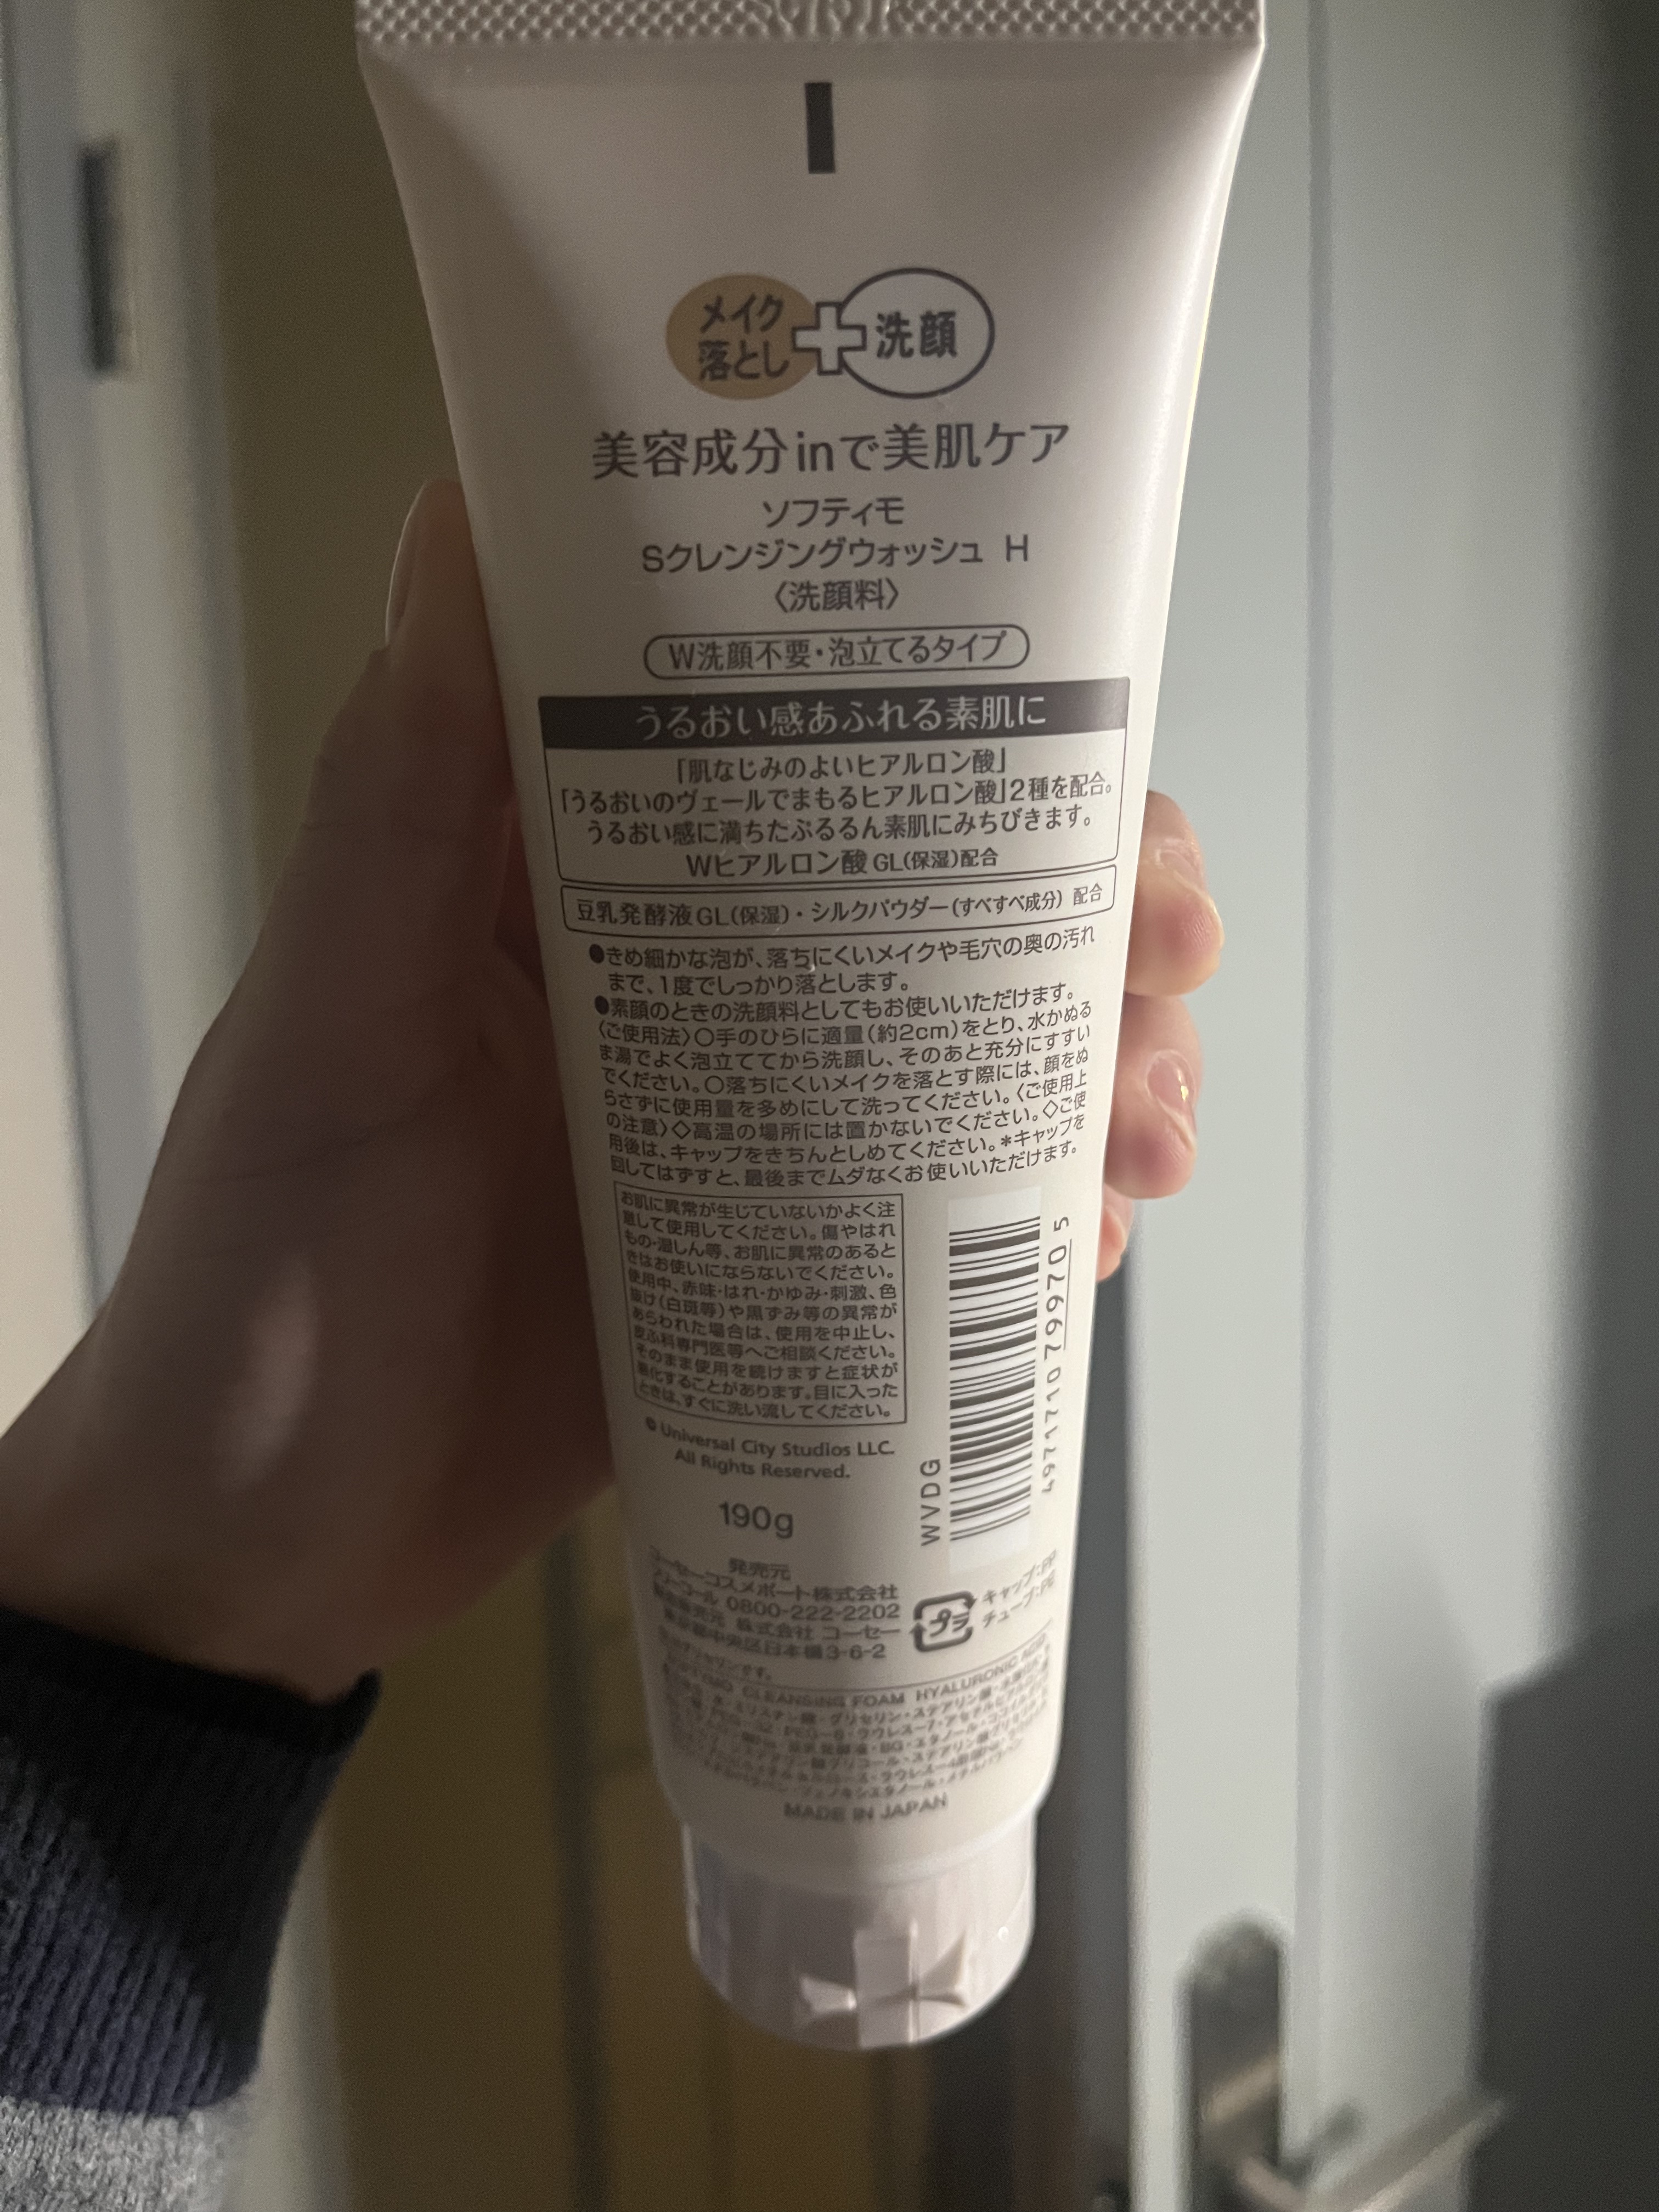 メイク
落とし
洗顔
美容成分inで美肌ケア
ソフティモ
Sクレンジングウォッシュ H
〈洗顔料〉
W洗顔不要・泡立てるタイプ
うるおい感あふれる素肌に
「肌なじみのよいヒアルロン酸」
「うるおいのヴェールでまもるヒアルロン酸」2種を配合。
うるおい感に満ちたぷるるん素肌にみちびきます。
Wヒアルロン酸 GL(保湿)配合
豆乳発酵液GL(保湿)・シルクパウダー(すべすべ成分) 配合
●きめ細かな泡が、落ちにくいメイクや毛穴の奥の汚れ
まで、1度でしっかり落とします。
●素顔のときの洗顔料としてもお使いいただけます。
〈ご使用法〉○手のひらに適量(約2cm)をとり、水かぬる
ま湯でよく泡立ててから洗顔し、そのあと充分にすすい
でください。○落ちにくいメイクを落とす際には、顔をぬ
らさずに使用量を多めにして洗ってください。〈ご使用上
の注意〉◇高温の場所には置かないでください。◇ご使
用後は、キャップをきちんとしめてください。*キャップを
回してはずすと、最後までムダなくお使いいただけます。
お肌に異常が生じていないかよく注
意して使用してください。傷やはれ
もの・湿しん等、お肌に異常のあると
きはお使いにならないでください。
使用中、赤味・はれ・かゆみ・刺激、色
抜け(白斑等)や黒ずみ等の異常が
あらわれた場合は、使用を中止し、
皮ふ科専門医等へご相談ください。
そのまま使用を続けますと症状が
悪化することがあります。目に入った
ときは、すぐに洗い流してください。
© Universal City Studios LLC.
All Rights Reserved.
WVDG
4971710799705
190g
発売元
コーセーコスメポート株式会社
フリーコール 0800-222-2202
製造販売元 株式会社 コーセー
東京都中央区日本橋3-6-2
プラ
キャップ:PP
チューブ:PE
CLEANSING FOAM HYALURONIC ACID
MADE IN JAPAN